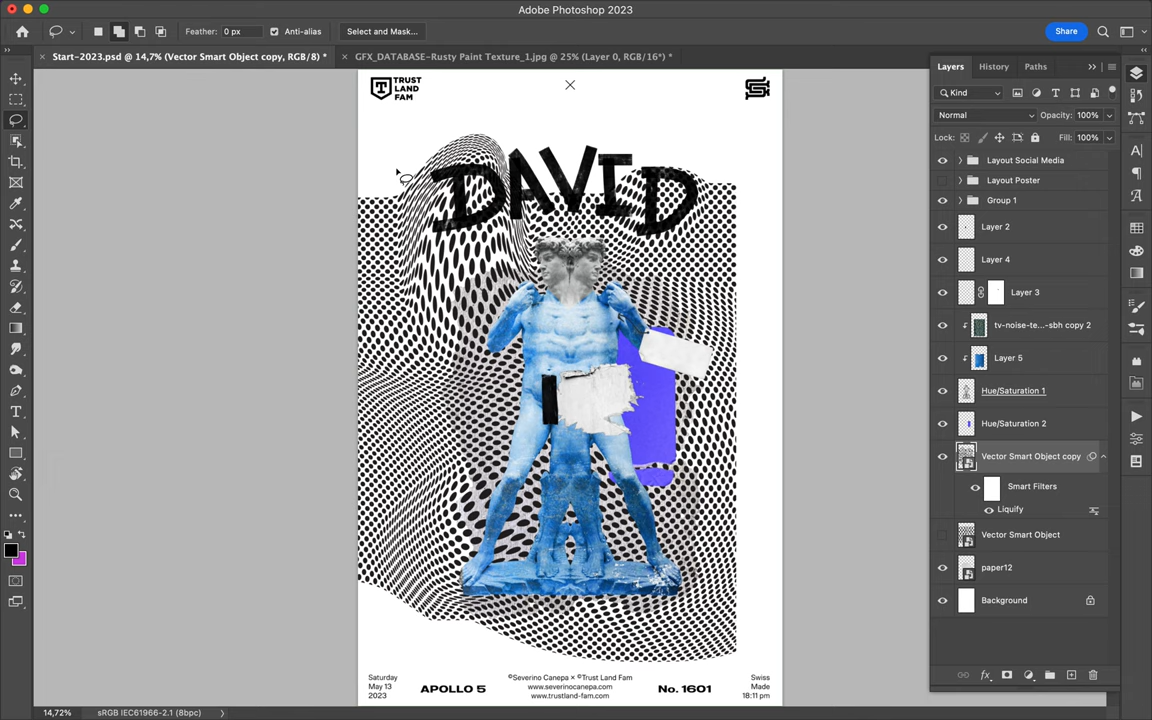 Adobe Photoshop 2023
Feather: 0 px
Anti-alias
Select and Mask...
Share
Start-2023.psd @ 14,7% (Vector Smart Object copy, RGB/8) *
GFX_DATABASE-Rusty Paint Texture_1.jpg @ 25% (Layer 0, RGB/16*) *
Layers
History
Paths
Kind
Normal
Opacity: 100%
Lock:
Fill: 100%
Layout Social Media
Layout Poster
Group 1
Layer 2
Layer 4
Layer 3
tv-noise-te...-sbh copy 2
Layer 5
Hue/Saturation 1
Hue/Saturation 2
Vector Smart Object copy
Smart Filters
Liquify
Vector Smart Object
paper12
Background
TRUST
LAND
FAM
DAVID
Saturday
May 13
2023
APOLLO 5
©Severino Canepa × ©Trust Land Fam
www.severinocanepa.com
www.trustland-fam.com
No. 1601
Swiss
Made
18:11 pm
14,72%
sRGB IEC61966-2.1 (8bpc)